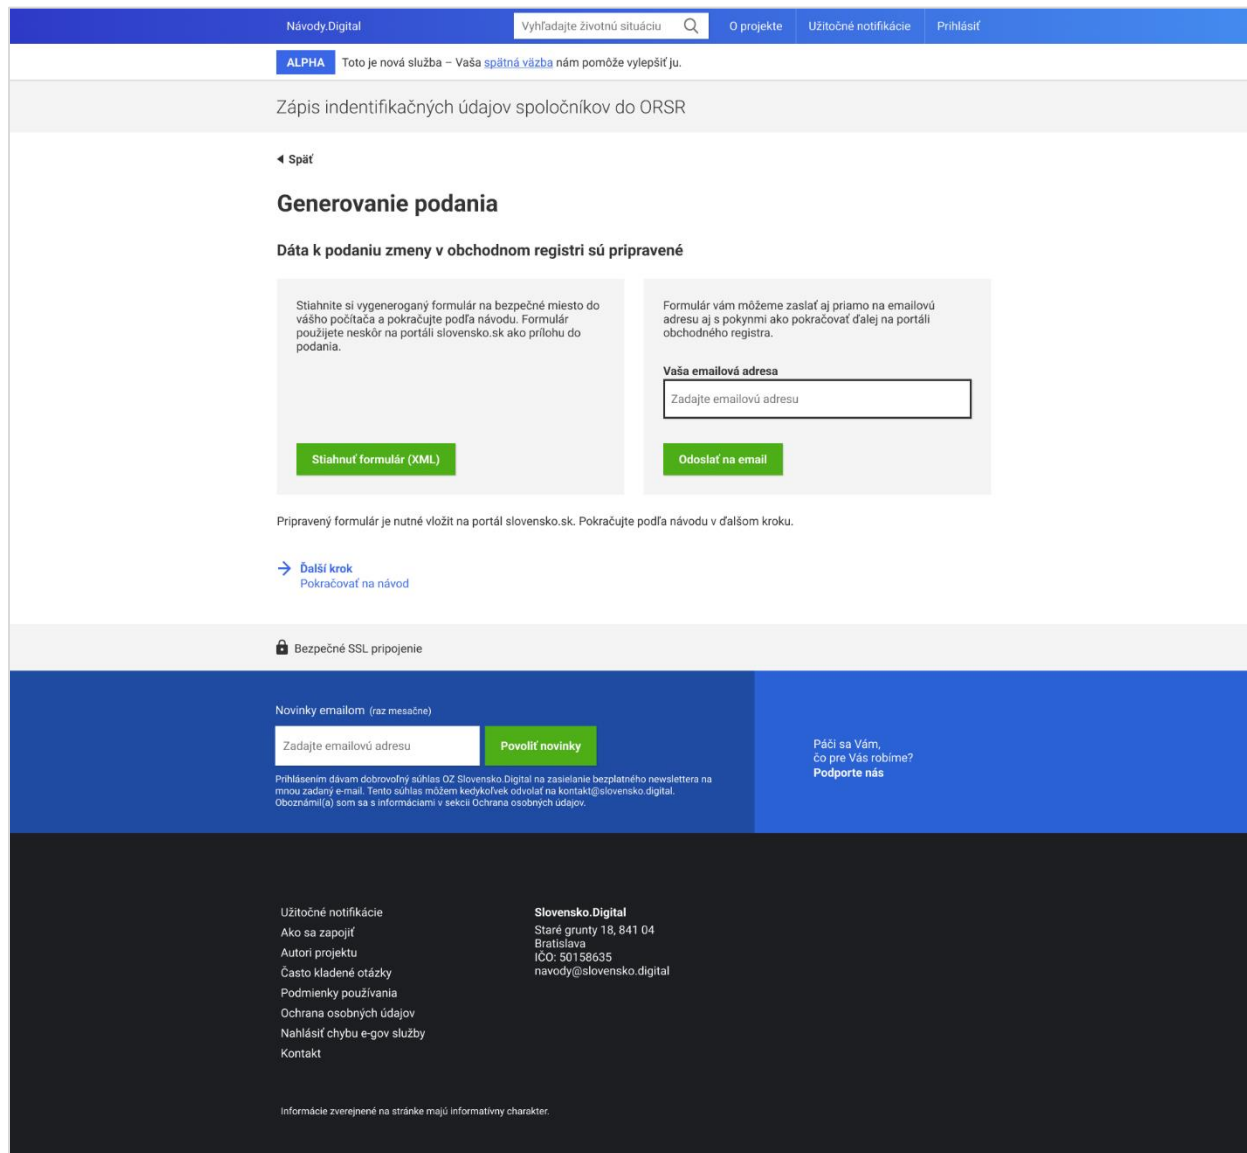 Návody.Digital
Vyhľadajte životnú situáciu
O projekte
Užitočné notifikácie
Prihlásiť
ALPHA
Toto je nová služba – Vaša spätná väzba nám pomôže vylepšiť ju.
Zápis indentifikačných údajov spoločníkov do ORSR
Späť
Generovanie podania
Dáta k podaniu zmeny v obchodnom registri sú pripravené
Stiahnite si vygeneroganý formulár na bezpečné miesto do
vášho počítača a pokračujte podľa návodu. Formulár
použijete neskôr na portáli slovensko.sk ako prílohu do
podania.
Stiahnuť formulár (XML)
Formulár vám môžeme zaslať aj priamo na emailovú
adresu aj s pokynmi ako pokračovať ďalej na portáli
obchodného registra.
Vaša emailová adresa
Zadajte emailovú adresu
Odoslať na email
Pripravený formulár je nutné vložit na portál slovensko.sk. Pokračujte podľa návodu v ďalšom kroku.
Ďalší krok
Pokračovať na návod
Bezpečné SSL pripojenie
Novinky emailom (raz mesačne)
Zadajte emailovú adresu
Povoliť novinky
Prihlásením dávam dobrovoľný súhlas OZ Slovensko.Digital na zasielanie bezplatného newslettera na
mnou zadaný e-mail. Tento súhlas môžem kedykoľvek odvolať na kontakt@slovensko.digital.
Oboznámil(a) som sa s informáciami v sekcii Ochrana osobných údajov.
Páči sa Vám,
čo pre Vás robíme?
Podporte nás
Užitočné notifikácie
Ako sa zapojiť
Autori projektu
Často kladené otázky
Podmienky používania
Ochrana osobných údajov
Nahlásiť chybu e-gov služby
Kontakt
Slovensko.Digital
Staré grunty 18, 841 04
Bratislava
IČO: 50158635
navody@slovensko.digital
Informácie zverejnené na stránke majú informatívny charakter.